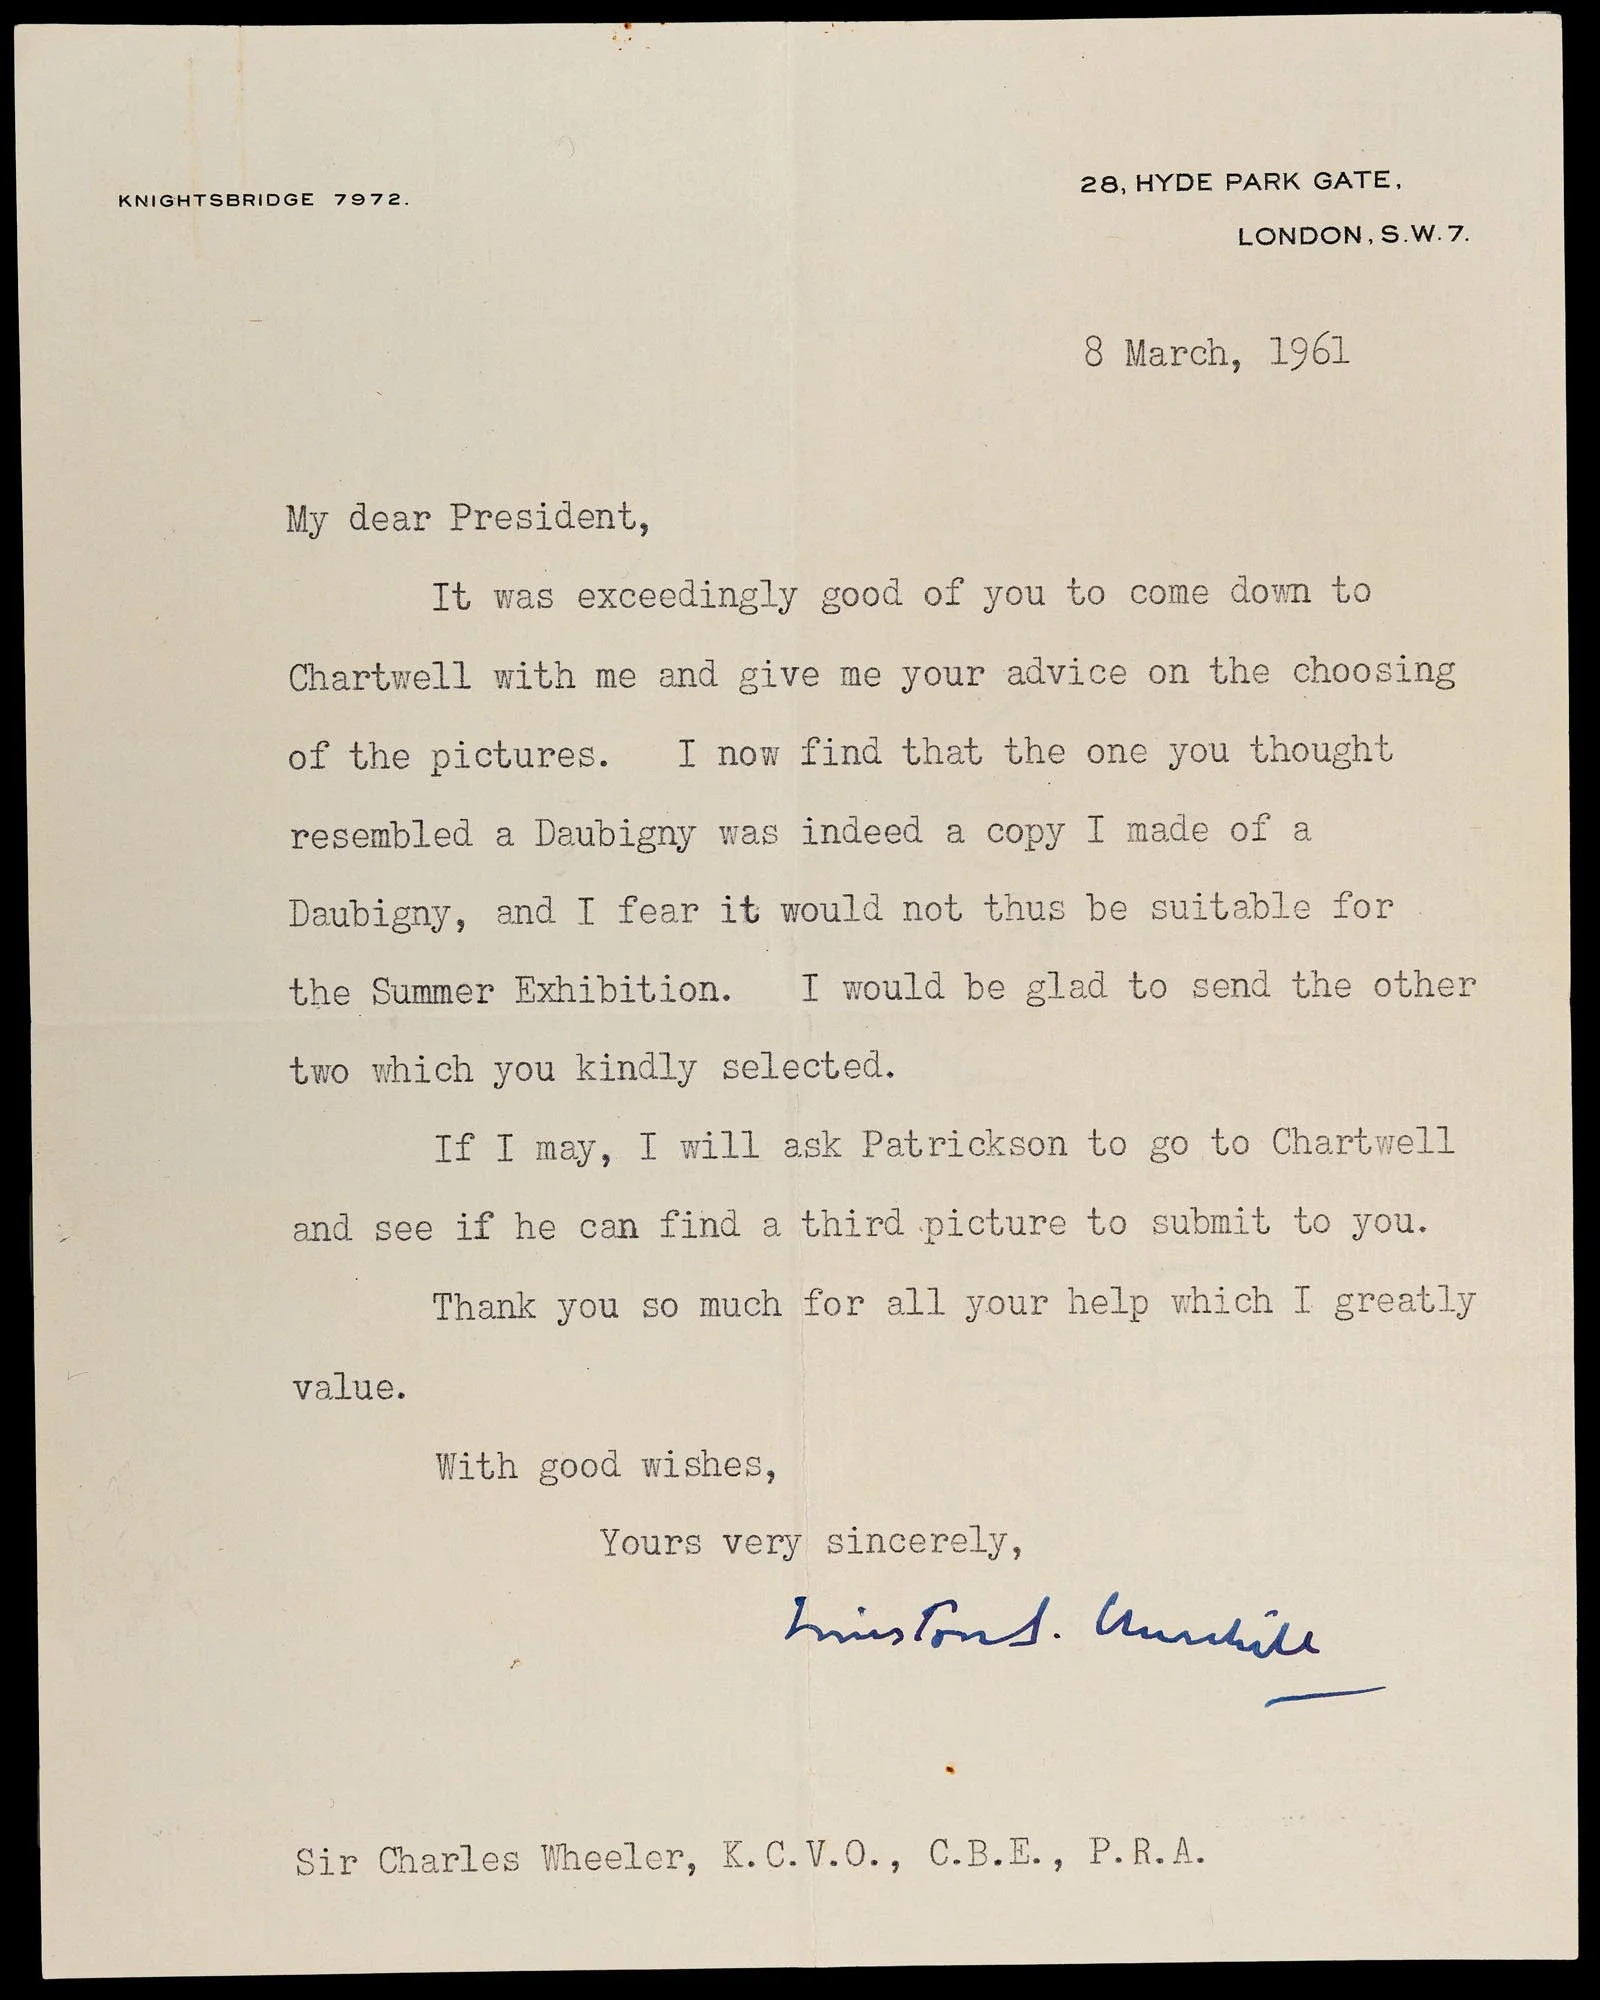 KNIGHTSBRIDGE 7972.
28, HYDE PARK GATE,
LONDON, S.W.7.
8 March, 1961
My dear President,
It was exceedingly good of you to come down to
Chartwell with me and give me your advice on the choosing
of the pictures. I now find that the one you thought
resembled a Daubigny was indeed a copy I made of a
Daubigny, and I fear it would not thus be suitable for
the Summer Exhibition. I would be glad to send the other
two which you kindly selected.
If I may, I will ask Patrickson to go to Chartwell
and see if he can find a third picture to submit to you.
Thank you so much for all your help which I greatly
value.
With good wishes,
Yours very sincerely,
Winston S. Churchill
Sir Charles Wheeler, K.C.V.O., C.B.E., P.R.A.